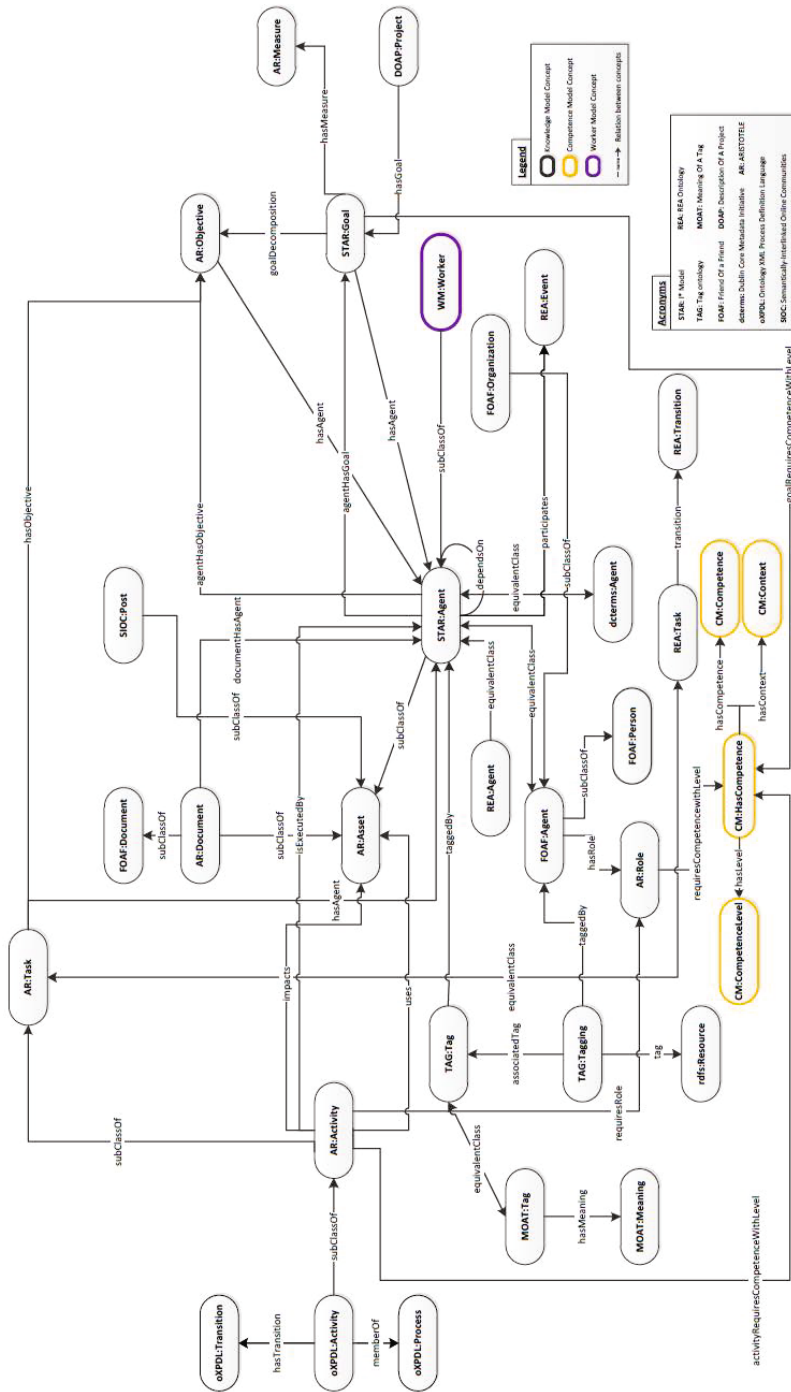 oXPDL:Transition
hasTransition
oXPDL:Activity
memberOf
oXPDL:Process
subClassOf
AR:Activity
subClassOf
AR:Task
impacts
uses
isExecutedBy
hasAgent
requiresRole
activityRequiresCompetenceWithLevel
MOAT:Tag
hasMeaning
MOAT:Meaning
equivalentClass
TAG:Tag
associatedTag
TAG:Tagging
tag
rdfs:Resource
taggedBy
taggedBy
equivalentClass
FOAF:Document
subClassOf
AR:Document
subClassOf
AR:Asset
documentHasAgent
SIOC:Post
subClassOf
subClassOf
hasObjective
agentHasObjective
REA:Agent
equivalentClass
FOAF:Agent
hasRole
AR:Role
subClassOf
FOAF:Person
requiresCompetencewithLevel
equivalentClass
STAR:Agent
dependsOn
equivalentClass
dcterms:Agent
participates
REA:Event
subClassOf
FOAF:Organization
subClassOf
WM:Worker
agentHasGoal
hasAgent
hasAgent
AR:Objective
goalDecomposition
STAR:Goal
hasMeasure
AR:Measure
hasGoal
DOAP:Project
goalRequiresCompetenceWithLevel
REA:Task
transition
REA:Transition
CM:CompetenceLevel
hasLevel
CM:HasCompetence
hasCompetence
CM:Competence
hasContext
CM:Context
Legend
Knowledge Model Concept
Competence Model Concept
Worker Model Concept
name Relation between concepts
Acronyms
STAR: I* Model REA: REA Ontology
TAG: Tag ontology MOAT: Meaning Of A Tag
FOAF: Friend Of a Friend DOAP: Description Of A Project
dcterms: Dublin Core Metadata Initiative AR: ARISTOTELE
oXPDL: Ontology XML Process Definition Language
SIOC: Semantically-Interlinked Online Communities